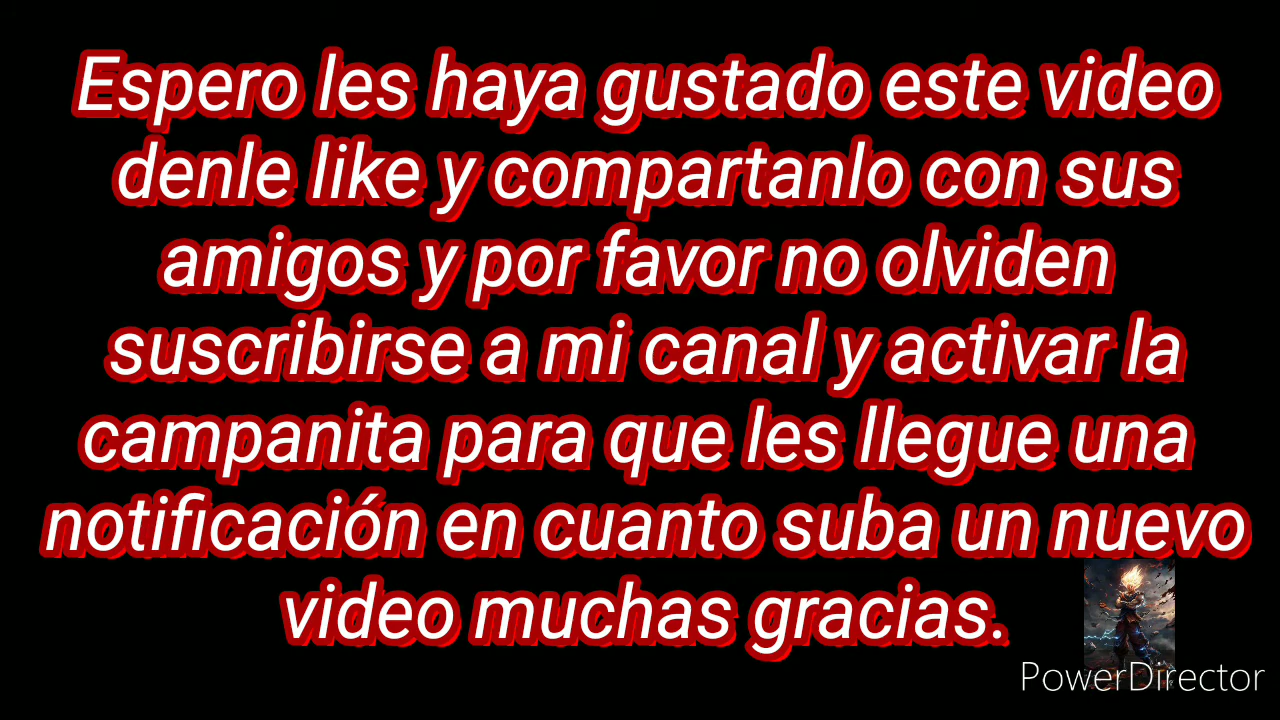 Espero les haya gustado este video
denle like y compartanlo con sus
amigos y por favor no olviden
suscribirse a mi canal y activar la
campanita para que les llegue una
notificación en cuanto suba un nuevo
video muchas gracias.
PowerDirector